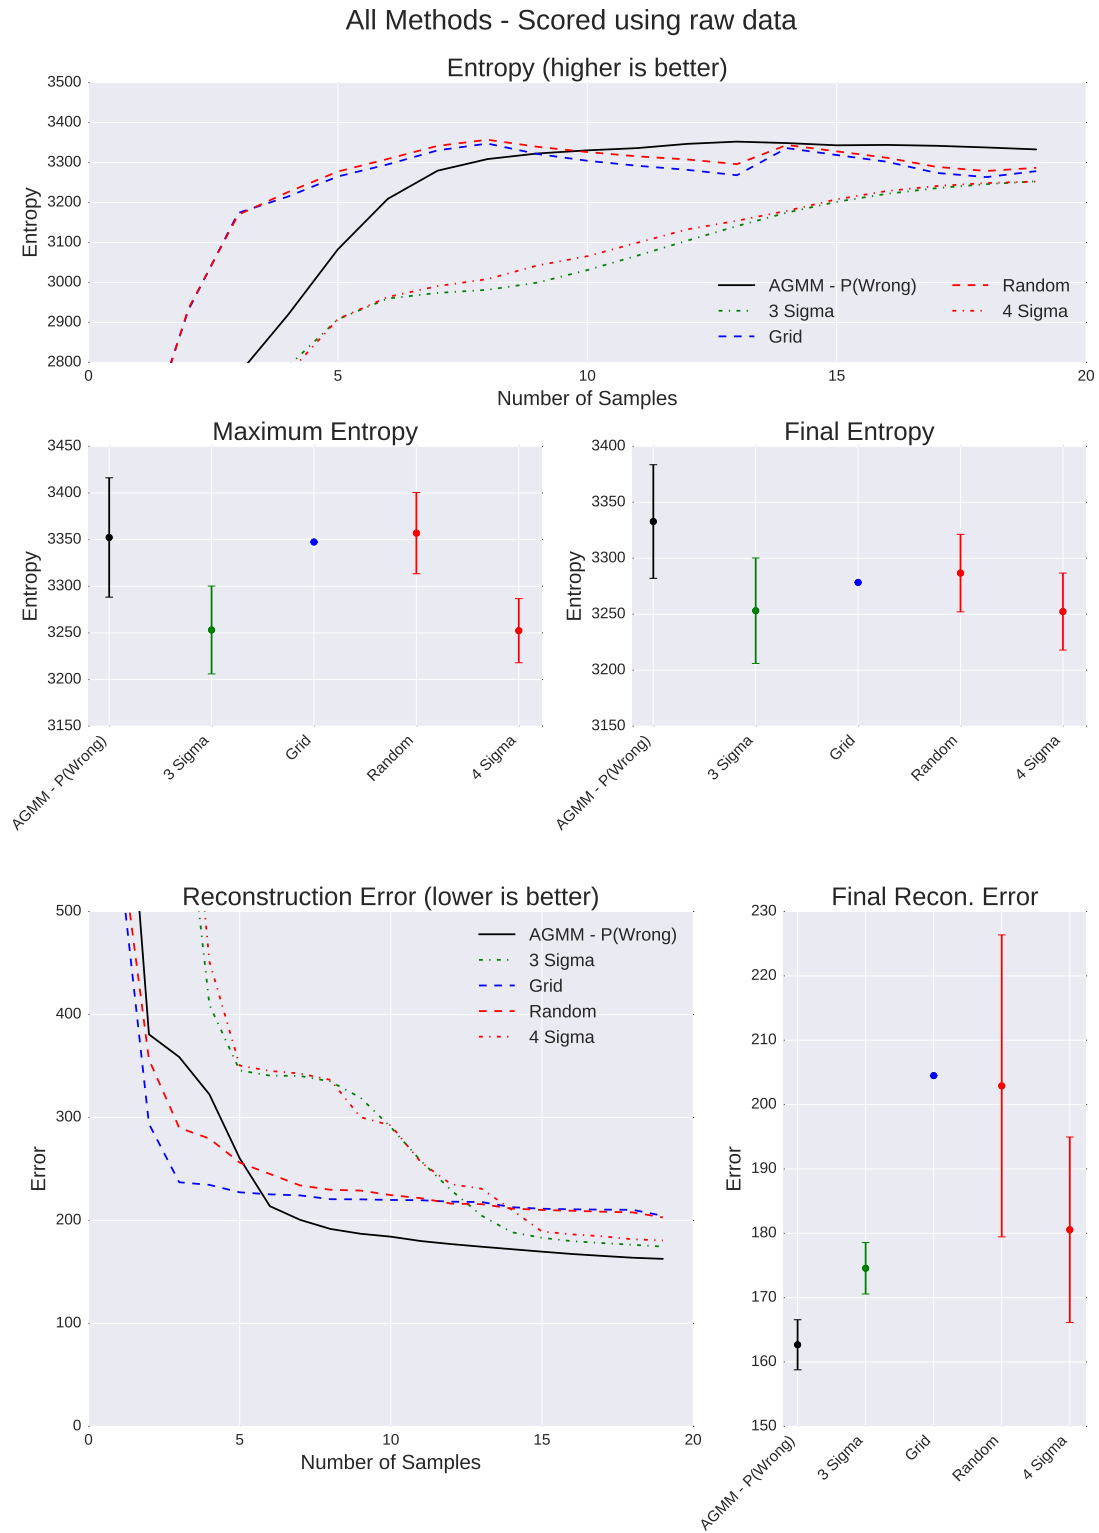 All Methods - Scored using raw data
Entropy (higher is better)
3500
3400
3300
3200
3100
3000
2900
2800
Entropy
0 5 10 15 20
Number of Samples
AGMM - P(Wrong)
3 Sigma
Grid
Random
4 Sigma
Maximum Entropy
3450
3400
3350
3300
3250
3200
3150
Entropy
AGMM - P(Wrong)
3 Sigma
Grid
Random
4 Sigma
Final Entropy
3400
3350
3300
3250
3200
3150
Entropy
AGMM - P(Wrong)
3 Sigma
Grid
Random
4 Sigma
Reconstruction Error (lower is better)
500
400
300
200
100
0
Error
0 5 10 15 20
Number of Samples
AGMM - P(Wrong)
3 Sigma
Grid
Random
4 Sigma
Final Recon. Error
230
220
210
200
190
180
170
160
150
Error
AGMM - P(Wrong)
3 Sigma
Grid
Random
4 Sigma